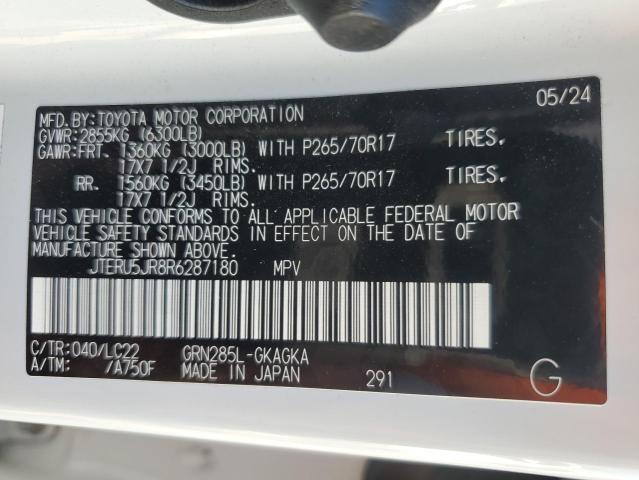 MFD.BY:TOYOTA MOTOR CORPORATION 05/24
GVWR:2855KG (6300LB)
GAWR:FRT. 1360KG (3000LB) WITH P265/70R17 TIRES.
17X7 1/2J RIMS.
RR. 1560KG (3450LB) WITH P265/70R17 TIRES.
17X7 1/2J RIMS.
THIS VEHICLE CONFORMS TO ALL APPLICABLE FEDERAL MOTOR
VEHICLE SAFETY STANDARDS IN EFFECT ON THE DATE OF
MANUFACTURE SHOWN ABOVE.
JTERU5JR8R6287180 MPV
C/TR:040/LC22 GRN285L-GKAGKA
A/TM: /A750F MADE IN JAPAN 291 G